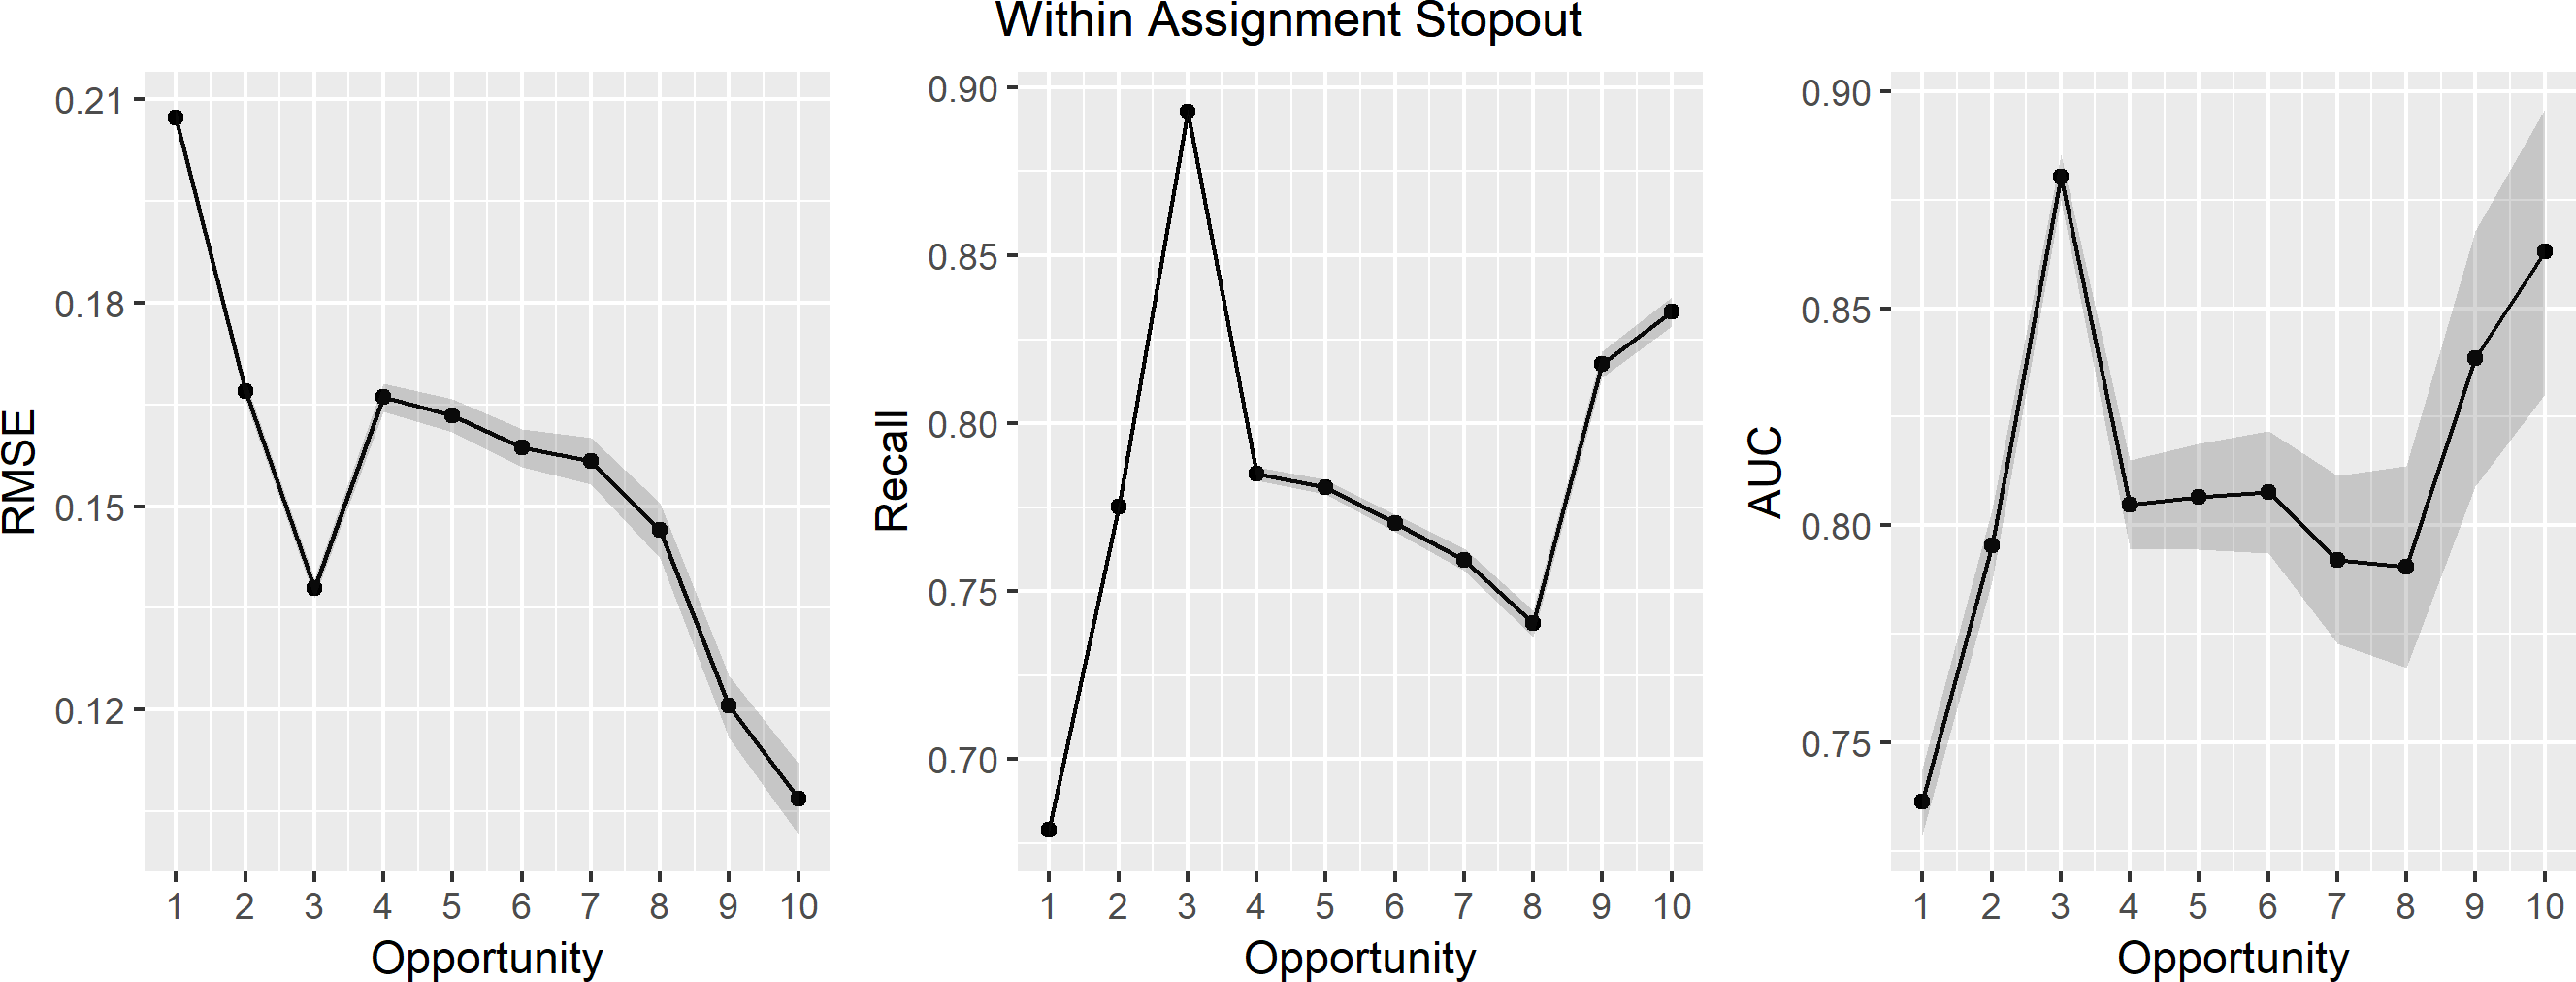 Within Assignment Stopout
RMSE
0.21
0.18
0.15
0.12
1 2 3 4 5 6 7 8 9 10
Opportunity
Recall
0.90
0.85
0.80
0.75
0.70
1 2 3 4 5 6 7 8 9 10
Opportunity
AUC
0.90
0.85
0.80
0.75
1 2 3 4 5 6 7 8 9 10
Opportunity